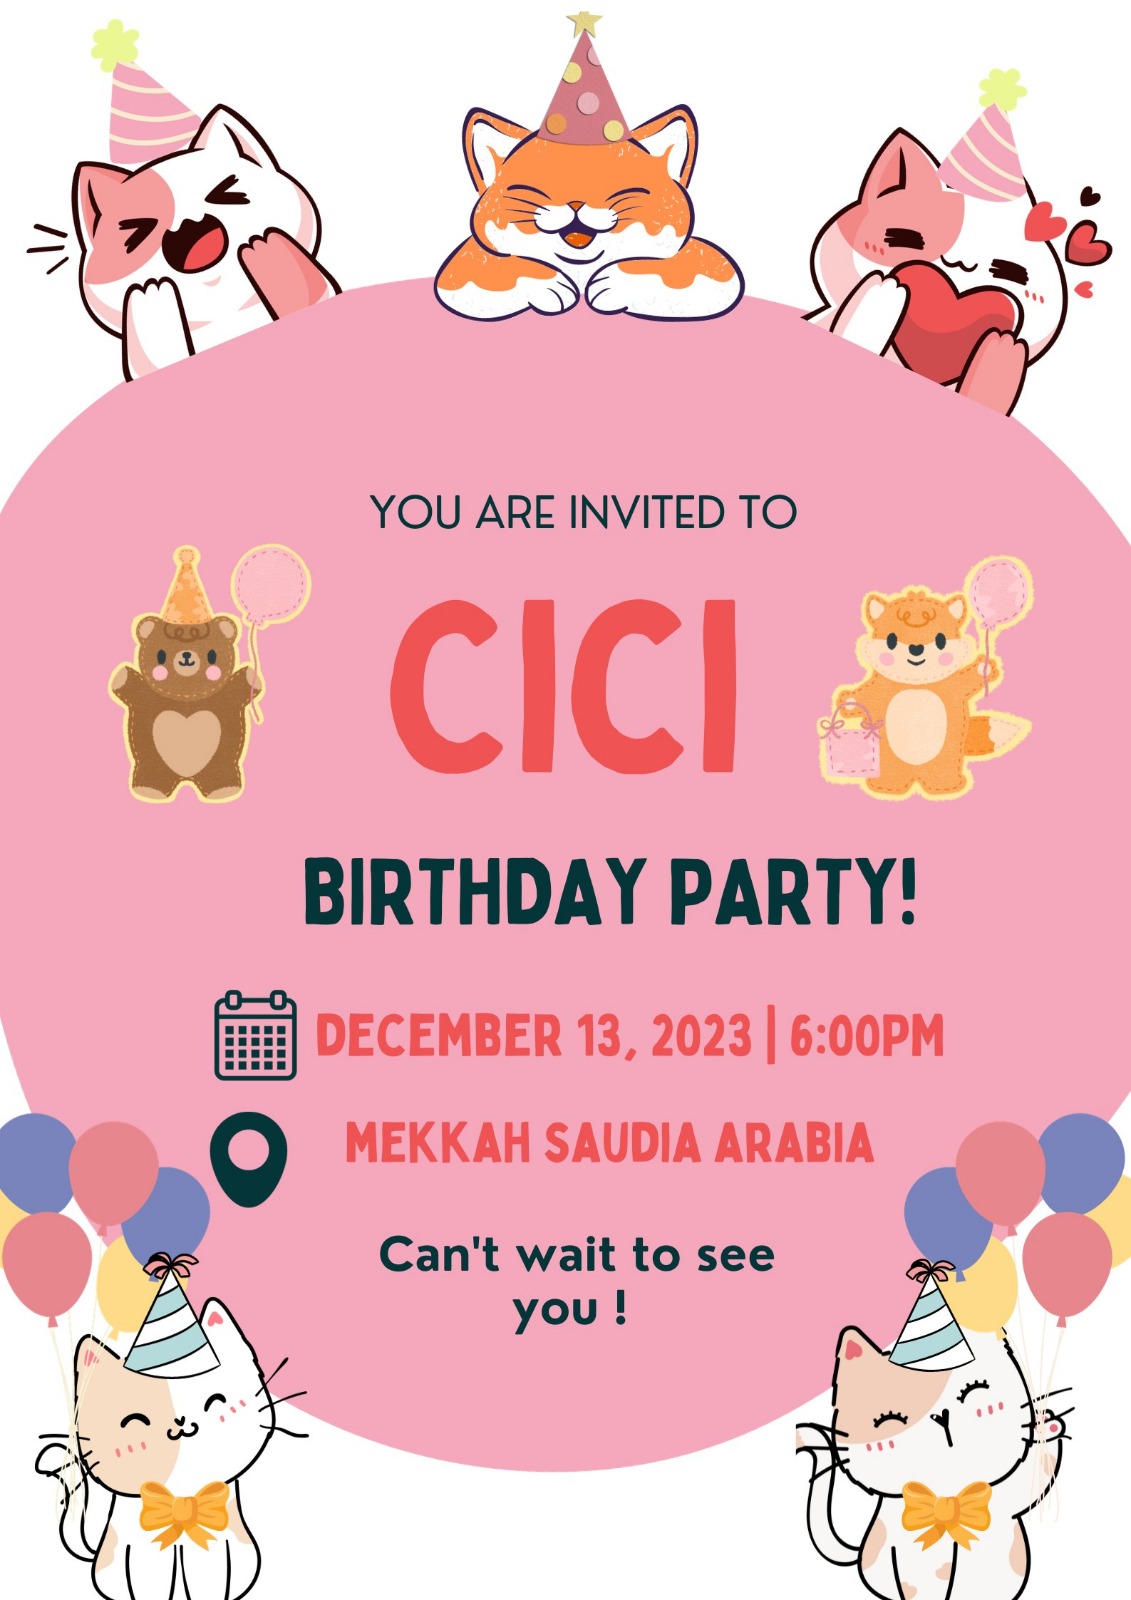 YOU ARE INVITED TO
CICI
BIRTHDAY PARTY!
DECEMBER 13, 2023 | 6:00PM
MEKKAH SAUDIA ARABIA
Can't wait to see
you !